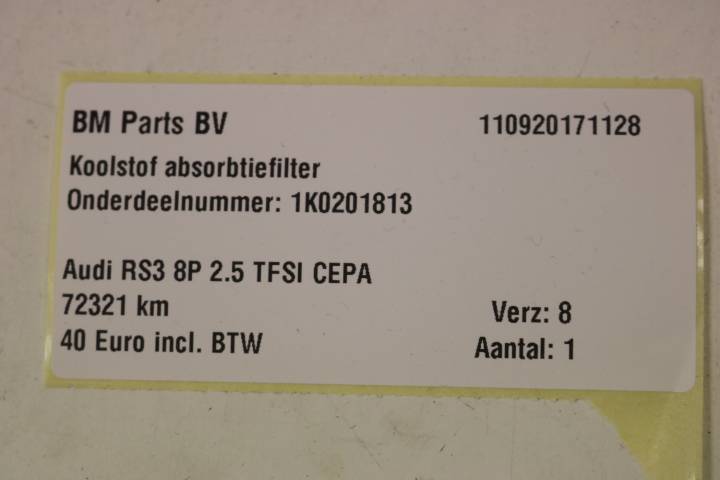 BM Parts BV 110920171128
Koolstof absorbtiefilter
Onderdeelnummer: 1K0201813
Audi RS3 8P 2.5 TFSI CEPA
72321 km Verz: 8
40 Euro incl. BTW Aantal: 1